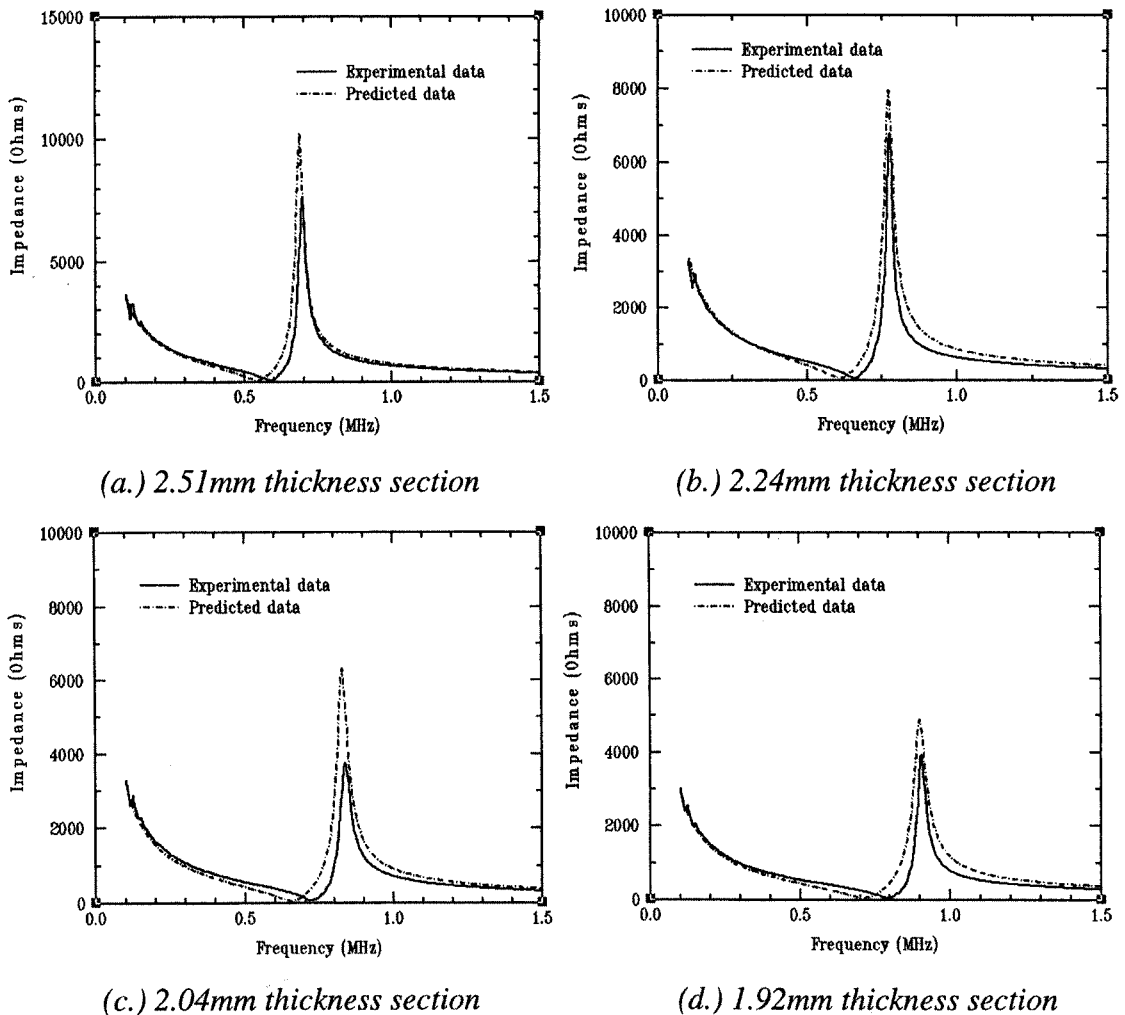 15000
10000
5000
0
Impedance (Ohms)
Experimental data
Predicted data
0.0
0.5
1.0
1.5
Frequency (MHz)
(a.) 2.51mm thickness section
10000
8000
6000
4000
2000
0
Impedance (Ohms)
Experimental data
Predicted data
0.0
0.5
1.0
1.5
Frequency (MHz)
(b.) 2.24mm thickness section
10000
8000
6000
4000
2000
0
Impedance (Ohms)
Experimental data
Predicted data
0.0
0.5
1.0
1.5
Frequency (MHz)
(c.) 2.04mm thickness section
10000
8000
6000
4000
2000
0
Impedance (Ohms)
Experimental data
Predicted data
0.0
0.5
1.0
1.5
Frequency (MHz)
(d.) 1.92mm thickness section